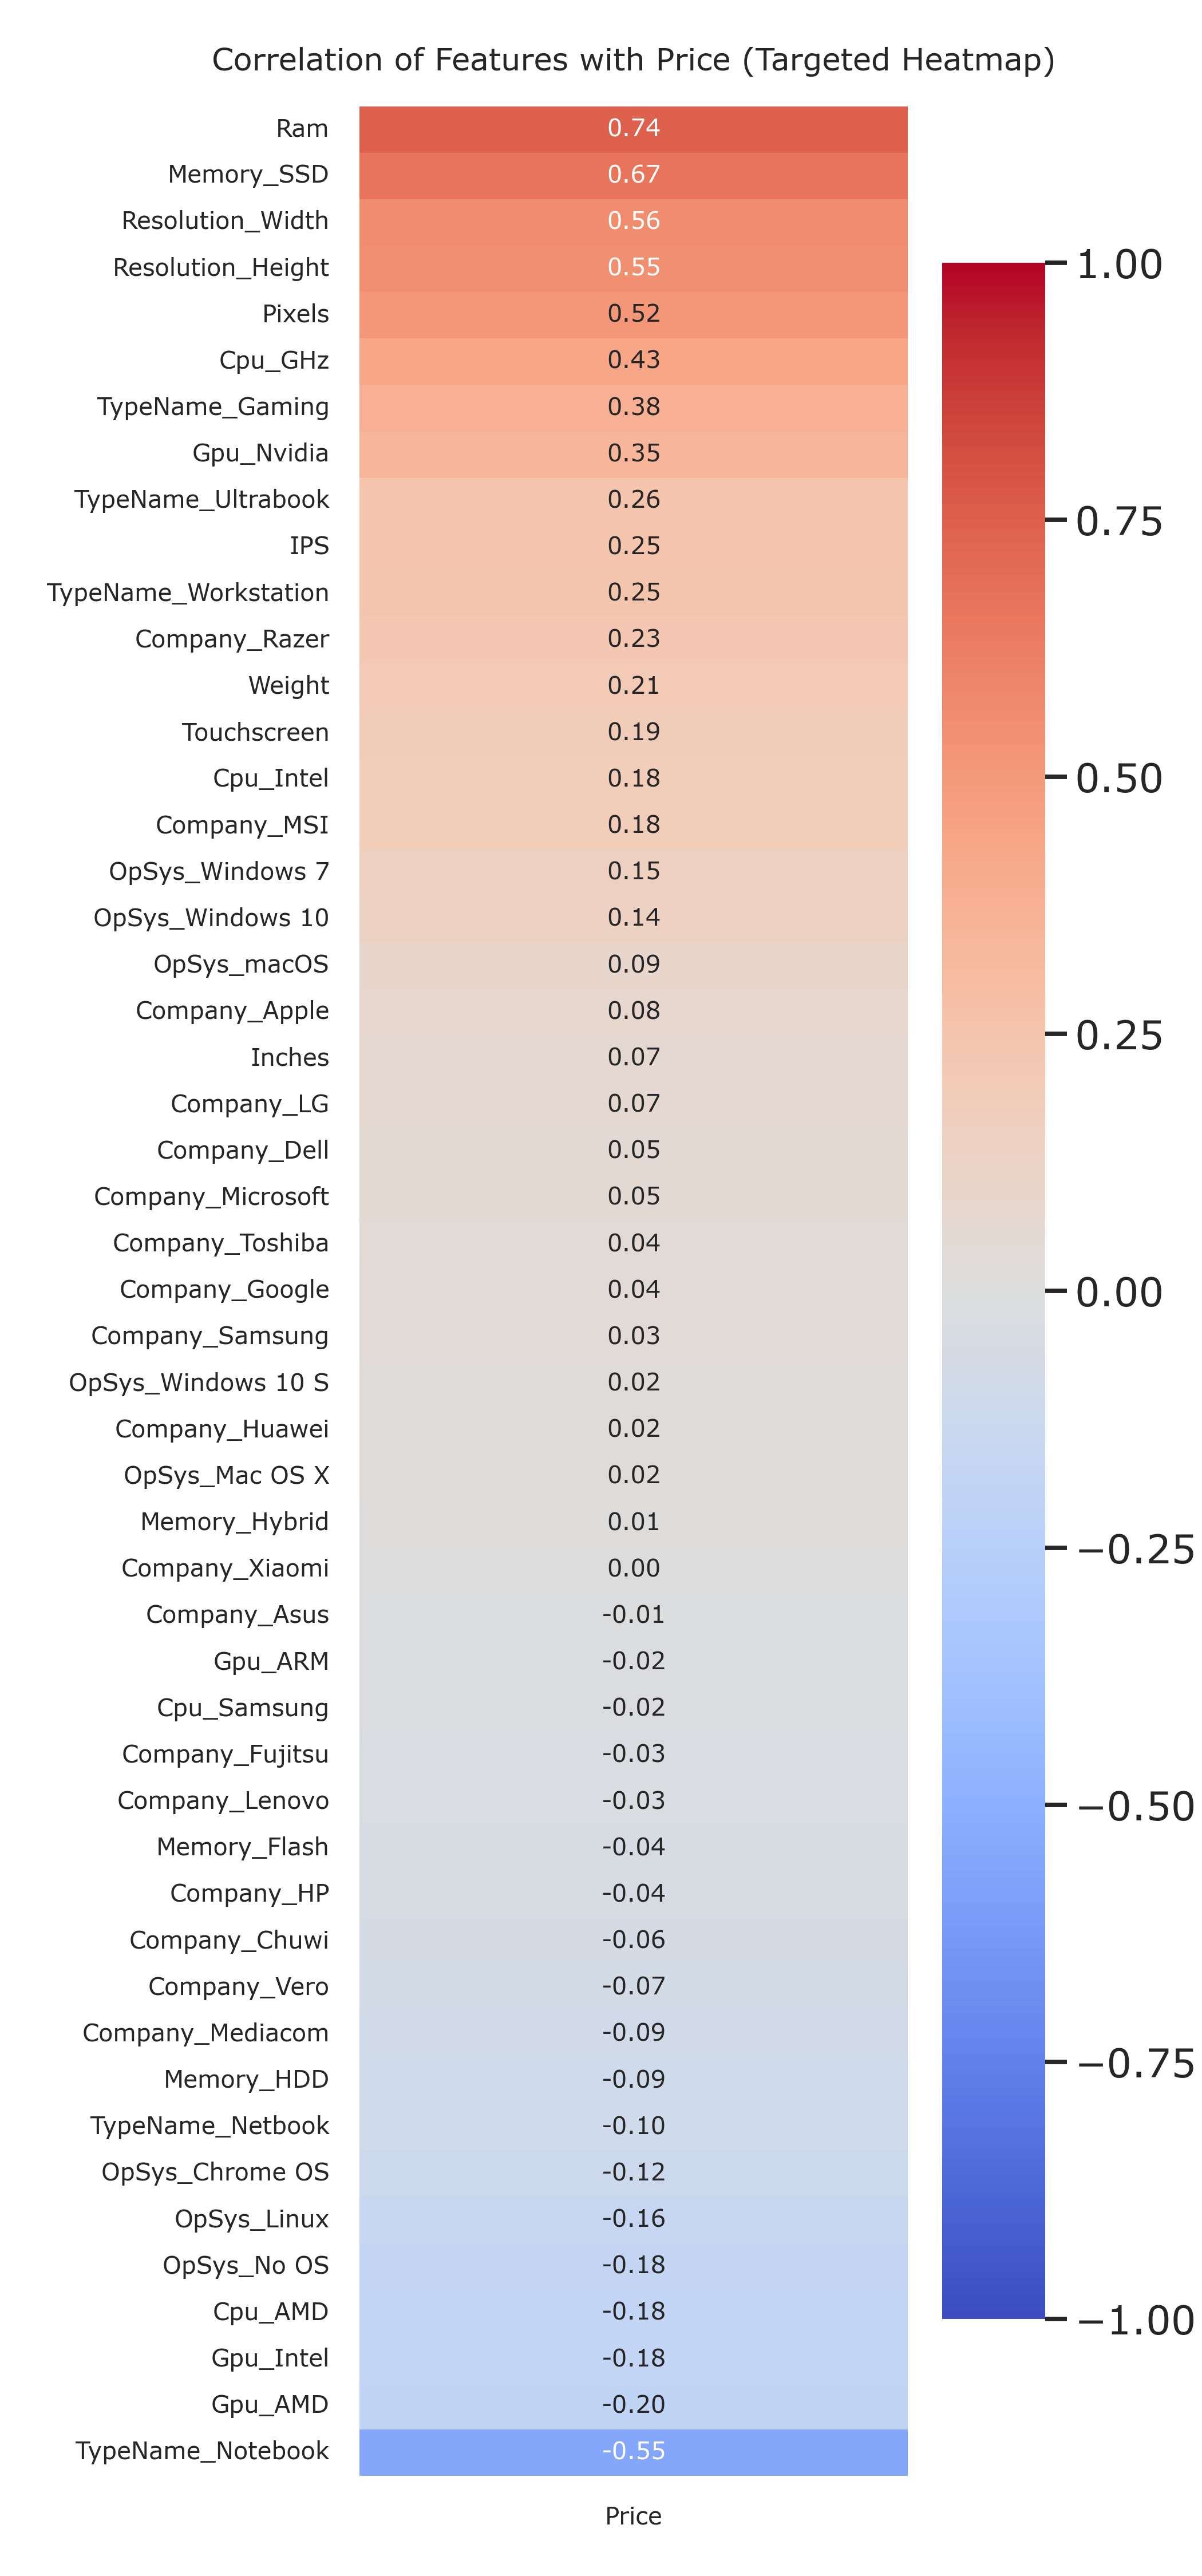 Correlation of Features with Price (Targeted Heatmap)
Ram 0.74
Memory_SSD 0.67
Resolution_Width 0.56
Resolution_Height 0.55
Pixels 0.52
Cpu_GHz 0.43
TypeName_Gaming 0.38
Gpu_Nvidia 0.35
TypeName_Ultrabook 0.26
IPS 0.25
TypeName_Workstation 0.25
Company_Razer 0.23
Weight 0.21
Touchscreen 0.19
Cpu_Intel 0.18
Company_MSI 0.18
OpSys_Windows 7 0.15
OpSys_Windows 10 0.14
OpSys_macOS 0.09
Company_Apple 0.08
Inches 0.07
Company_LG 0.07
Company_Dell 0.05
Company_Microsoft 0.05
Company_Toshiba 0.04
Company_Google 0.04
Company_Samsung 0.03
OpSys_Windows 10 S 0.02
Company_Huawei 0.02
OpSys_Mac OS X 0.02
Memory_Hybrid 0.01
Company_Xiaomi 0.00
Company_Asus -0.01
Gpu_ARM -0.02
Cpu_Samsung -0.02
Company_Fujitsu -0.03
Company_Lenovo -0.03
Memory_Flash -0.04
Company_HP -0.04
Company_Chuwi -0.06
Company_Vero -0.07
Company_Mediacom -0.09
Memory_HDD -0.09
TypeName_Netbook -0.10
OpSys_Chrome OS -0.12
OpSys_Linux -0.16
OpSys_No OS -0.18
Cpu_AMD -0.18
Gpu_Intel -0.18
Gpu_AMD -0.20
TypeName_Notebook -0.55
Price
1.00
0.75
0.50
0.25
0.00
−0.25
−0.50
−0.75
−1.00